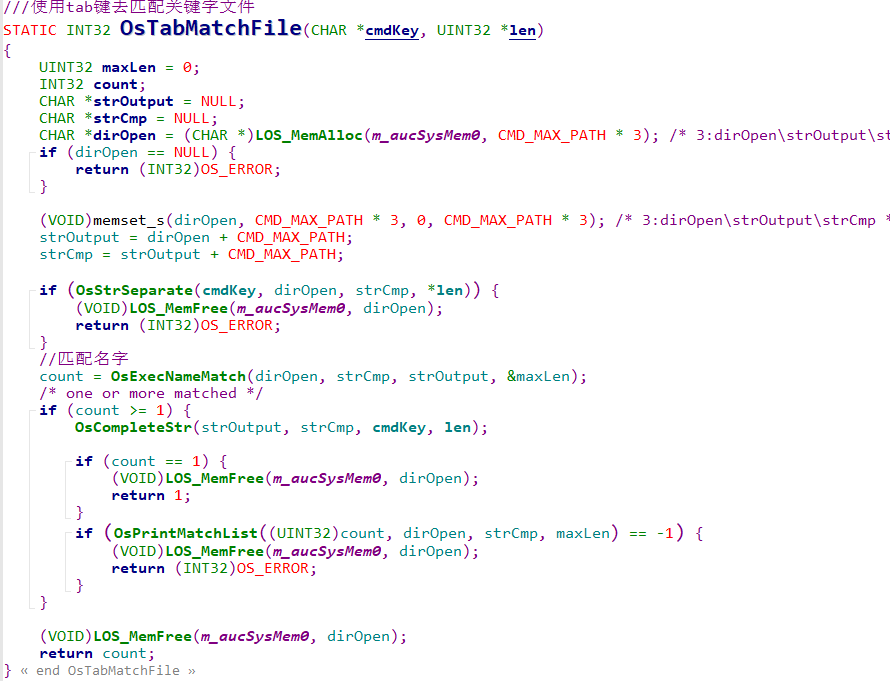 ///使用tab键去匹配关键字文件
STATIC INT32 OsTabMatchFile(CHAR *cmdKey, UINT32 *len)
{
    UINT32 maxLen = 0;
    INT32 count;
    CHAR *strOutput = NULL;
    CHAR *strCmp = NULL;
    CHAR *dirOpen = (CHAR *)LOS_MemAlloc(m_aucSysMem0, CMD_MAX_PATH * 3); /* 3:dirOpen\strOutput\st
    if (dirOpen == NULL) {
        return (INT32)OS_ERROR;
    }

    (VOID)memset_s(dirOpen, CMD_MAX_PATH * 3, 0, CMD_MAX_PATH * 3); /* 3:dirOpen\strOutput\strCmp *
    strOutput = dirOpen + CMD_MAX_PATH;
    strCmp = strOutput + CMD_MAX_PATH;

    if (OsStrSeparate(cmdKey, dirOpen, strCmp, *len)) {
        (VOID)LOS_MemFree(m_aucSysMem0, dirOpen);
        return (INT32)OS_ERROR;
    }
    //匹配名字
    count = OsExecNameMatch(dirOpen, strCmp, strOutput, &maxLen);
    /* one or more matched */
    if (count >= 1) {
        OsCompleteStr(strOutput, strCmp, cmdKey, len);

        if (count == 1) {
            (VOID)LOS_MemFree(m_aucSysMem0, dirOpen);
            return 1;
        }
        if (OsPrintMatchList((UINT32)count, dirOpen, strCmp, maxLen) == -1) {
            (VOID)LOS_MemFree(m_aucSysMem0, dirOpen);
            return (INT32)OS_ERROR;
        }
    }

    (VOID)LOS_MemFree(m_aucSysMem0, dirOpen);
    return count;
} « end OsTabMatchFile »